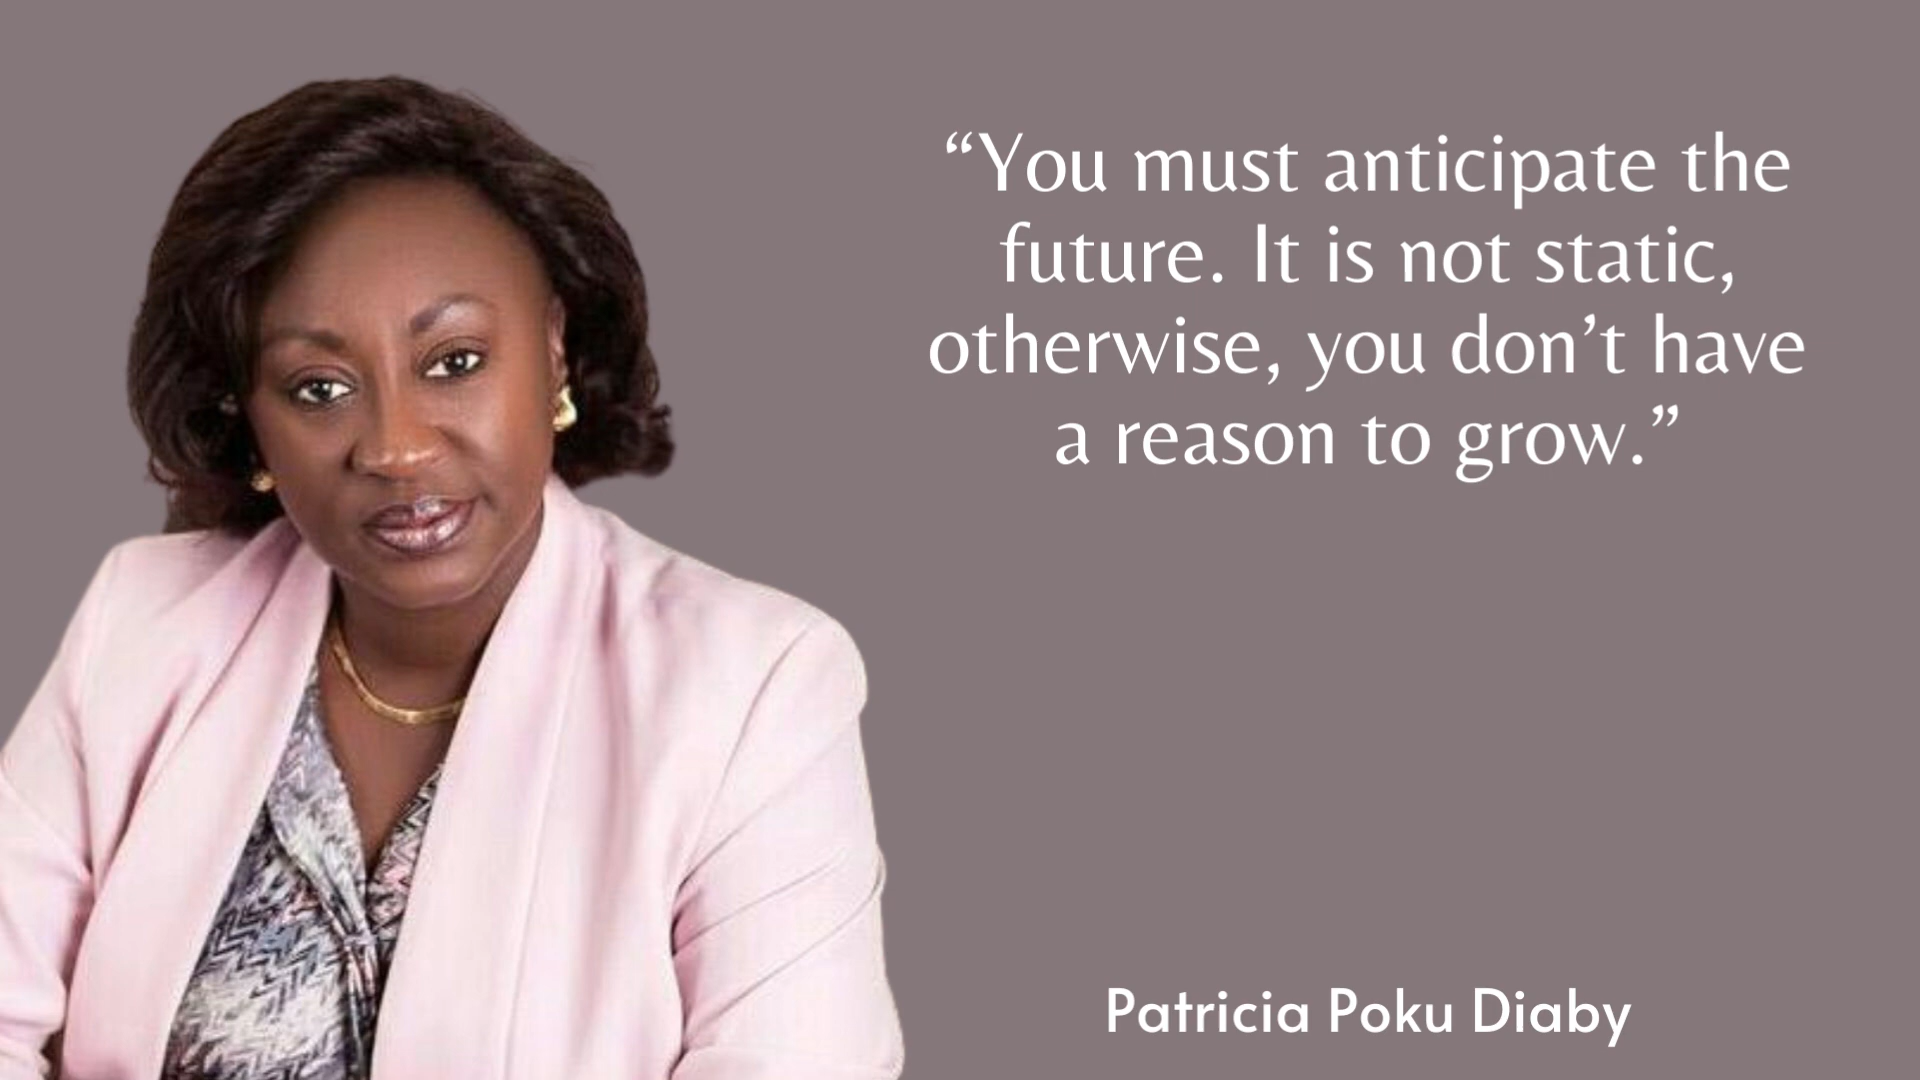 “You must anticipate the
future. It is not static,
otherwise, you don’t have
a reason to grow.”
Patricia Poku Diaby